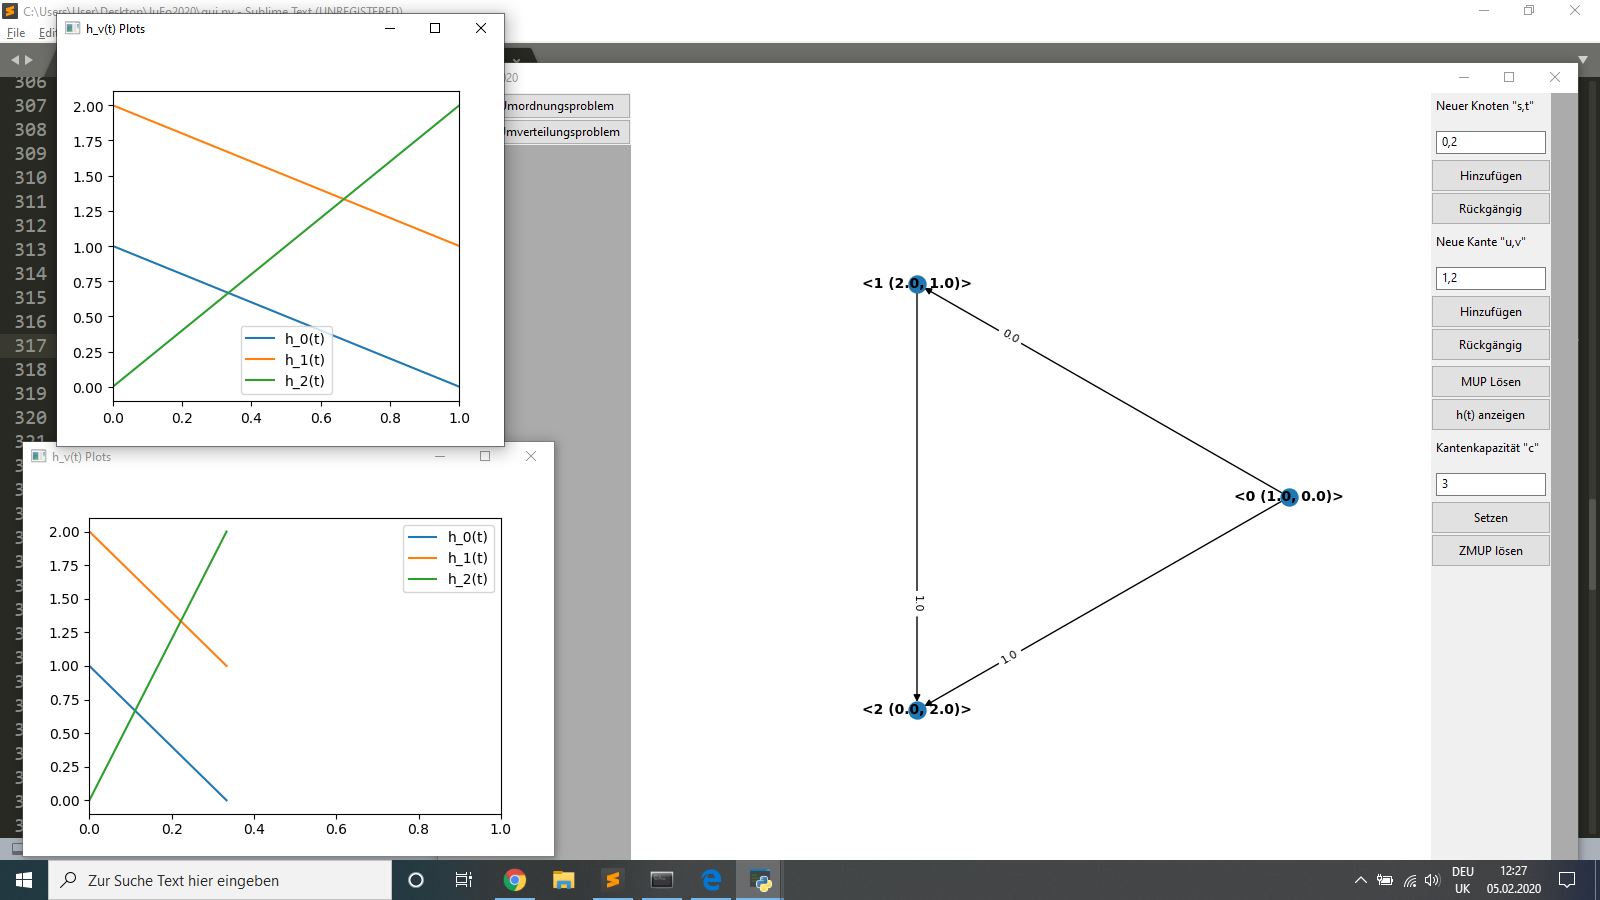 C:\Users\User\Desktop\JuFo2020\gui.py - Sublime Text (UNREGISTERED)
File
h_v(t) Plots
306
307
308
309
310
311
312
313
314
315
316
317
318
319
320
321
2.00
1.75
1.50
1.25
1.00
0.75
0.50
0.25
0.00
0.0
0.2
0.4
0.6
0.8
1.0
h_0(t)
h_1(t)
h_2(t)
h_v(t) Plots
2.00
1.75
1.50
1.25
1.00
0.75
0.50
0.25
0.00
0.0
0.2
0.4
0.6
0.8
1.0
h_0(t)
h_1(t)
h_2(t)
Umordnungsproblem
Umverteilungsproblem
<1 (2.0, 1.0)>
0.0
<0 (1.0, 0.0)>
1.0
1.0
<2 (0.0, 2.0)>
Neuer Knoten "s,t"
0,2
Hinzufügen
Rückgängig
Neue Kante "u,v"
1,2
Hinzufügen
Rückgängig
MUP Lösen
h(t) anzeigen
Kantenkapazität "c"
3
Setzen
ZMUP lösen
Zur Suche Text hier eingeben
DEU
UK
12:27
05.02.2020